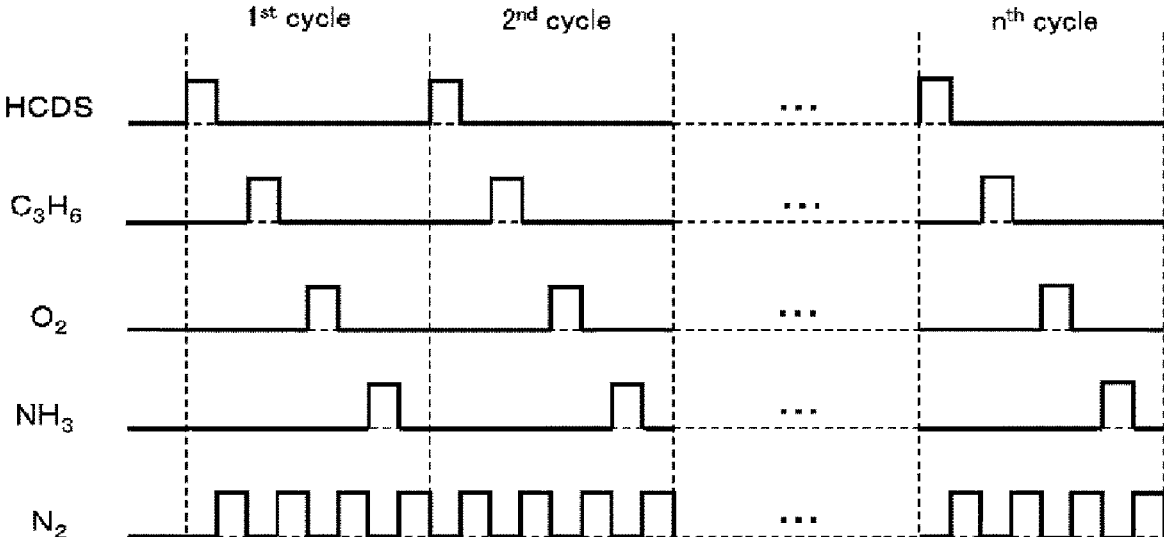 1st cycle 2nd cycle nth cycle
HCDS ...
C3H6 ...
O2 ...
NH3 ...
N2 ...